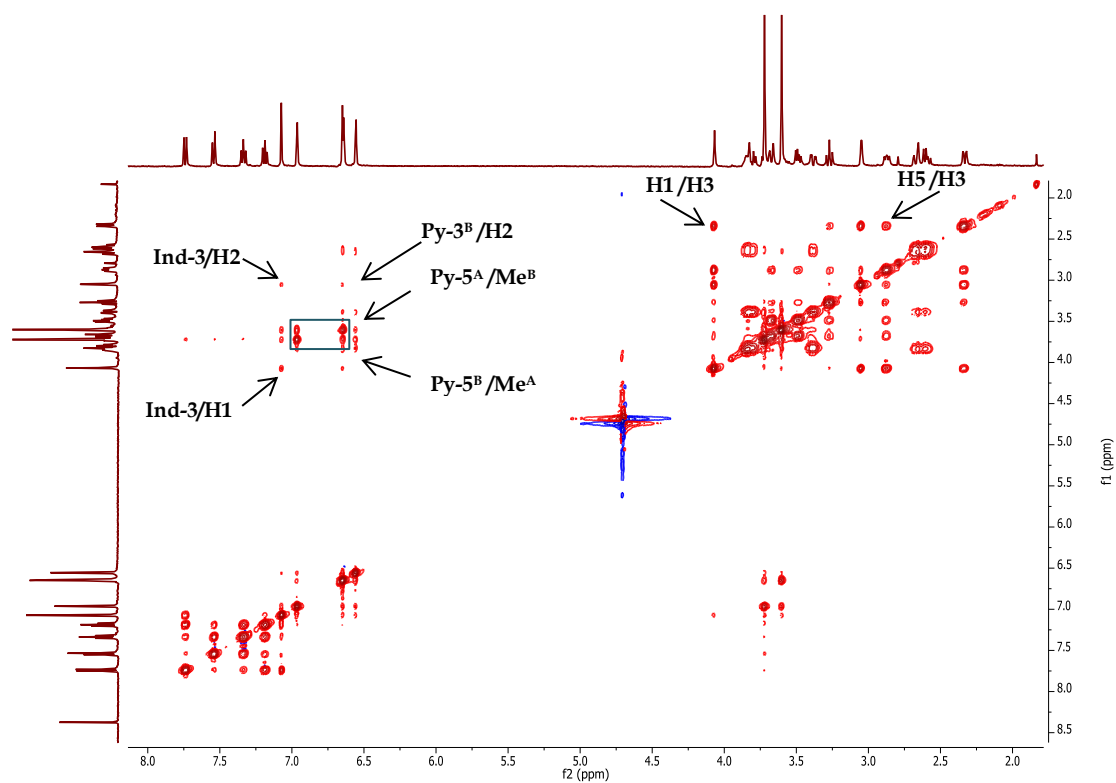 H1/H3
H5/H3
Ind-3/H2
Py-3ᴮ/H2
Py-5ᴬ/Meᴮ
Py-5ᴮ/Meᴬ
Ind-3/H1
2.0
2.5
3.0
3.5
4.0
4.5
5.0
5.5
6.0
6.5
7.0
7.5
8.0
8.5
f1 (ppm)
8.0 7.5 7.0 6.5 6.0 5.5 5.0 4.5 4.0 3.5 3.0 2.5 2.0
f2 (ppm)